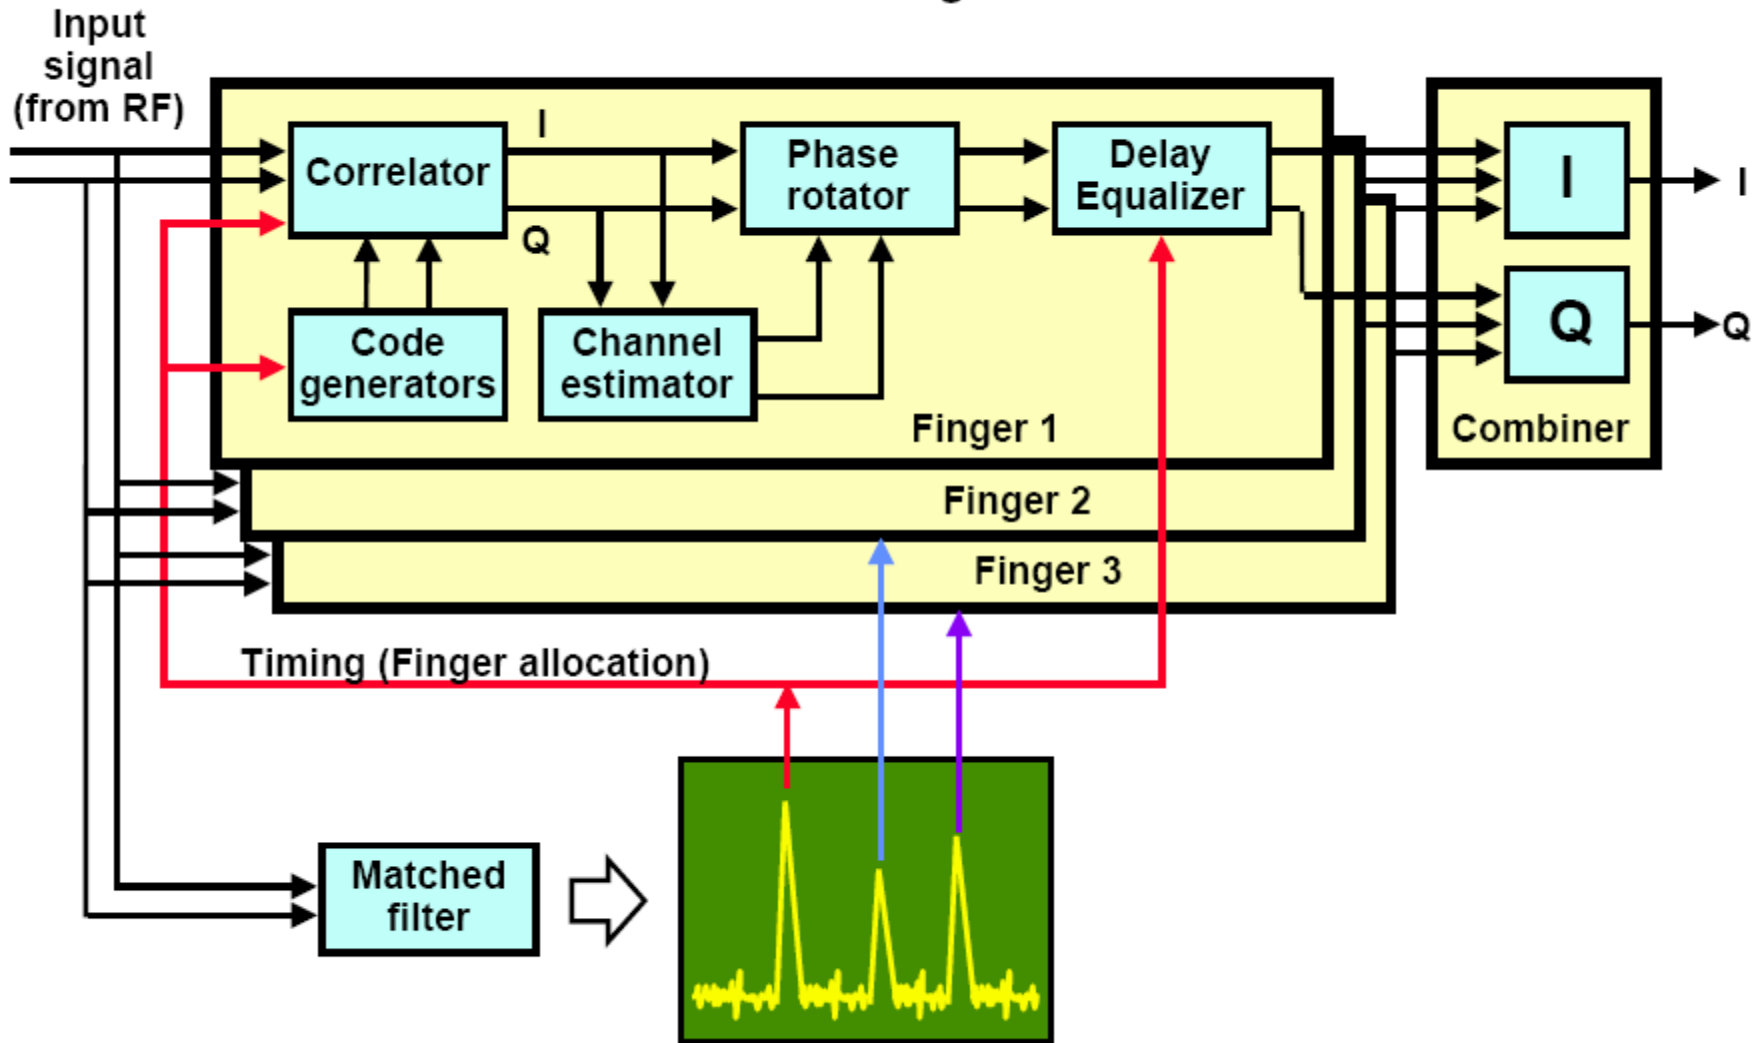 Input
signal
(from RF)
I
Correlator
Phase
rotator
Delay
Equalizer
I
I
Q
Code
generators
Channel
estimator
Q
Q
Finger 1
Combiner
Finger 2
Finger 3
Timing (Finger allocation)
Matched
filter